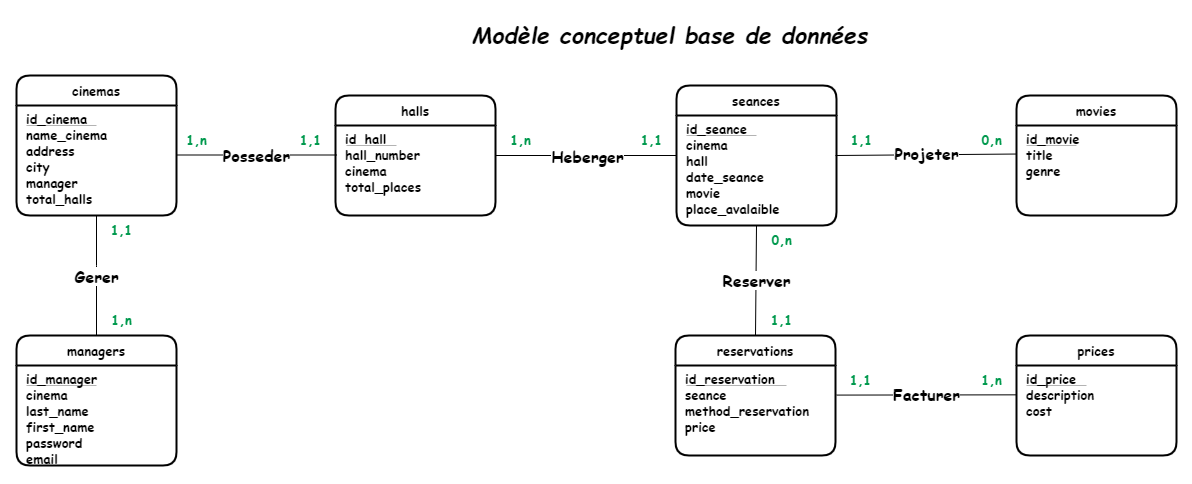 Modèle conceptuel base de données
cinemas
id_cinema
name_cinema
address
city
manager
total_halls
1,n
Posseder
1,1
halls
id_hall
hall_number
cinema
total_places
1,n
Heberger
1,1
seances
id_seance
cinema
hall
date_seance
movie
place_avalaible
1,1
Projeter
0,n
movies
id_movie
title
genre
1,1
Gerer
1,n
0,n
Reserver
1,1
managers
id_manager
cinema
last_name
first_name
password
email
reservations
id_reservation
seance
method_reservation
price
1,1
Facturer
1,n
prices
id_price
description
cost